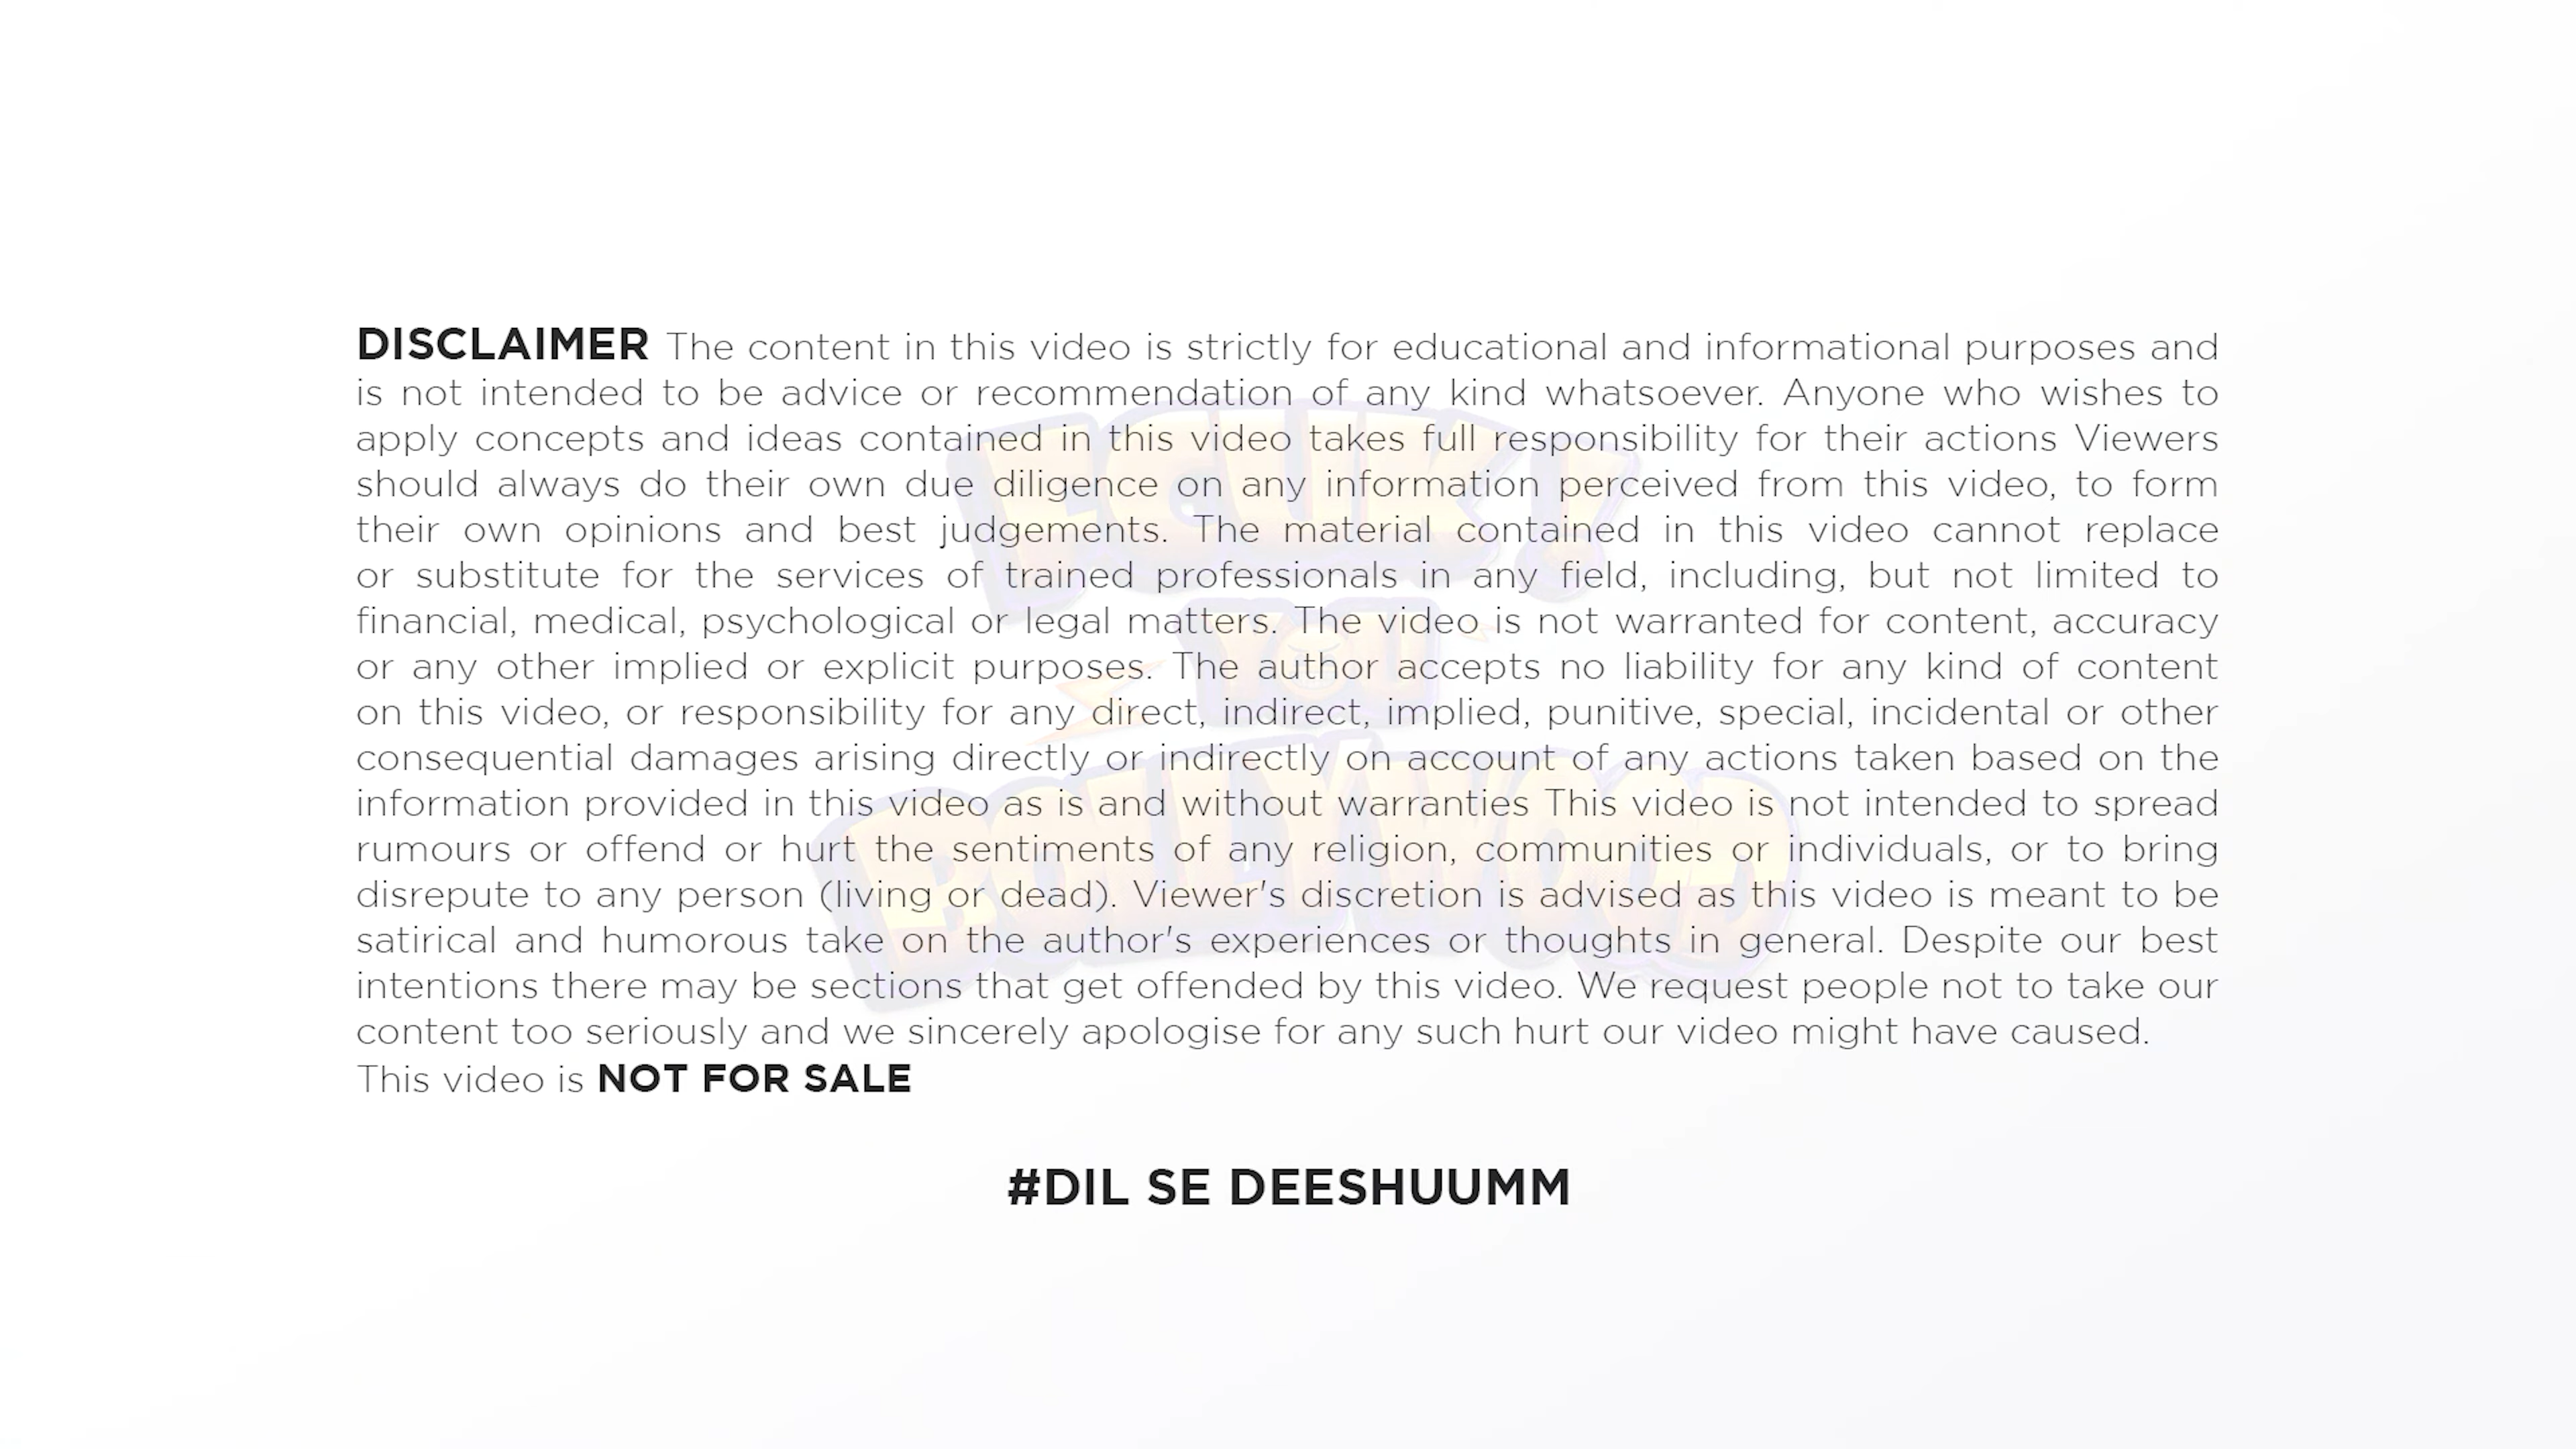 DISCLAIMER The content in this video is strictly for educational and informational purposes and
is not intended to be advice or recommendation of any kind whatsoever. Anyone who wishes to
apply concepts and ideas contained in this video takes full responsibility for their actions Viewers
should always do their own due diligence on any information perceived from this video, to form
their own opinions and best judgements. The material contained in this video cannot replace
or substitute for the services of trained professionals in any field, including, but not limited to
financial, medical, psychological or legal matters. The video is not warranted for content, accuracy
or any other implied or explicit purposes. The author accepts no liability for any kind of content
on this video, or responsibility for any direct, indirect, implied, punitive, special, incidental or other
consequential damages arising directly or indirectly on account of any actions taken based on the
information provided in this video as is and without warranties This video is not intended to spread
rumours or offend or hurt the sentiments of any religion, communities or individuals, or to bring
disrepute to any person (living or dead). Viewer's discretion is advised as this video is meant to be
satirical and humorous take on the author's experiences or thoughts in general. Despite our best
intentions there may be sections that get offended by this video. We request people not to take our
content too seriously and we sincerely apologise for any such hurt our video might have caused.
This video is NOT FOR SALE
#DIL SE DEESHUUMM
YOU
BOLLYWOOD